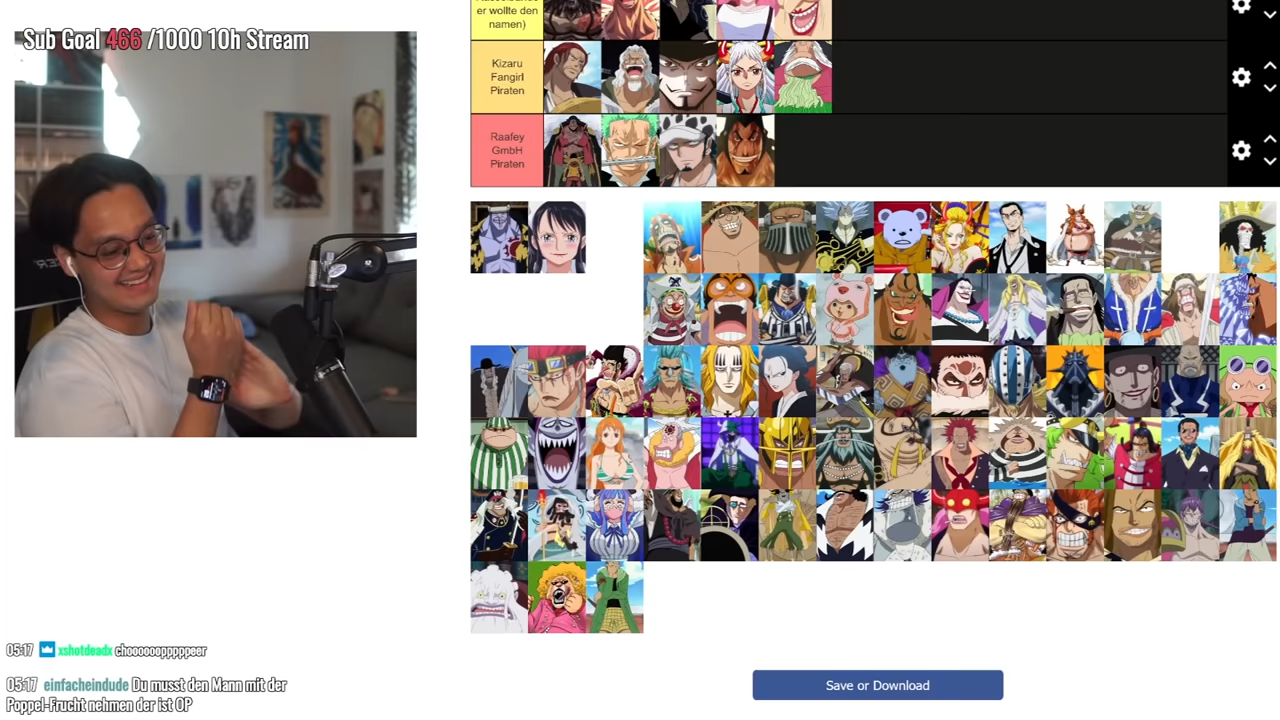 er wollte den
namen)
Sub Goal 466 /1000 10h Stream
Kizaru
Fangirl
Piraten
Raafey
GmbH
Piraten
05:17 xshotdeadx choooooopppppeer
05:17 einfacheindude Du musst den Mann mit der
Poppel-Frucht nehmen der ist OP
Save or Download